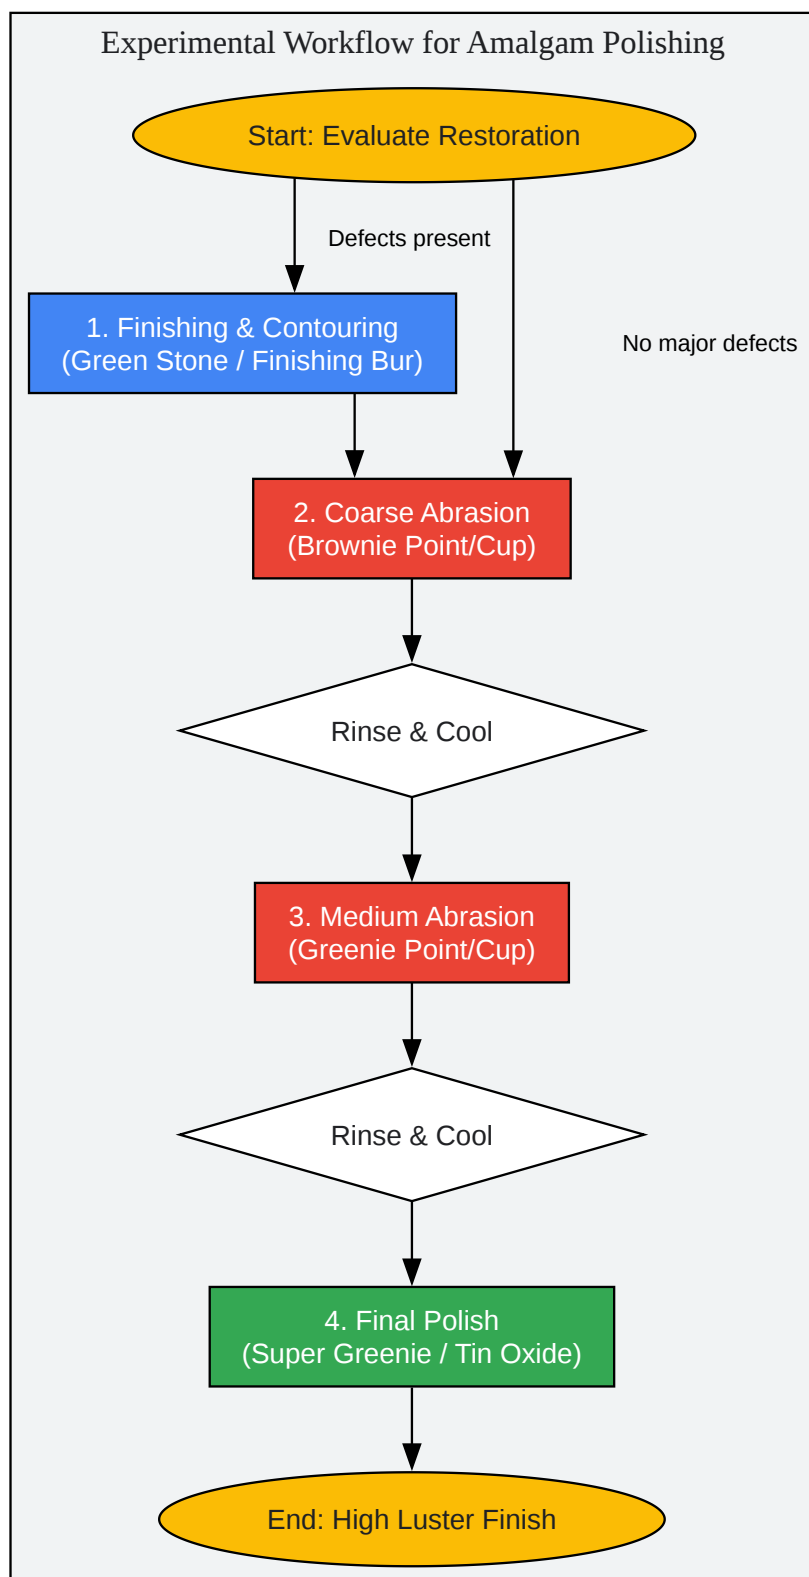 Experimental Workflow for Amalgam Polishing
Start: Evaluate Restoration
Defects present
1. Finishing & Contouring
(Green Stone / Finishing Bur)
No major defects
2. Coarse Abrasion
(Brownie Point/Cup)
Rinse & Cool
3. Medium Abrasion
(Greenie Point/Cup)
Rinse & Cool
4. Final Polish
(Super Greenie / Tin Oxide)
End: High Luster Finish